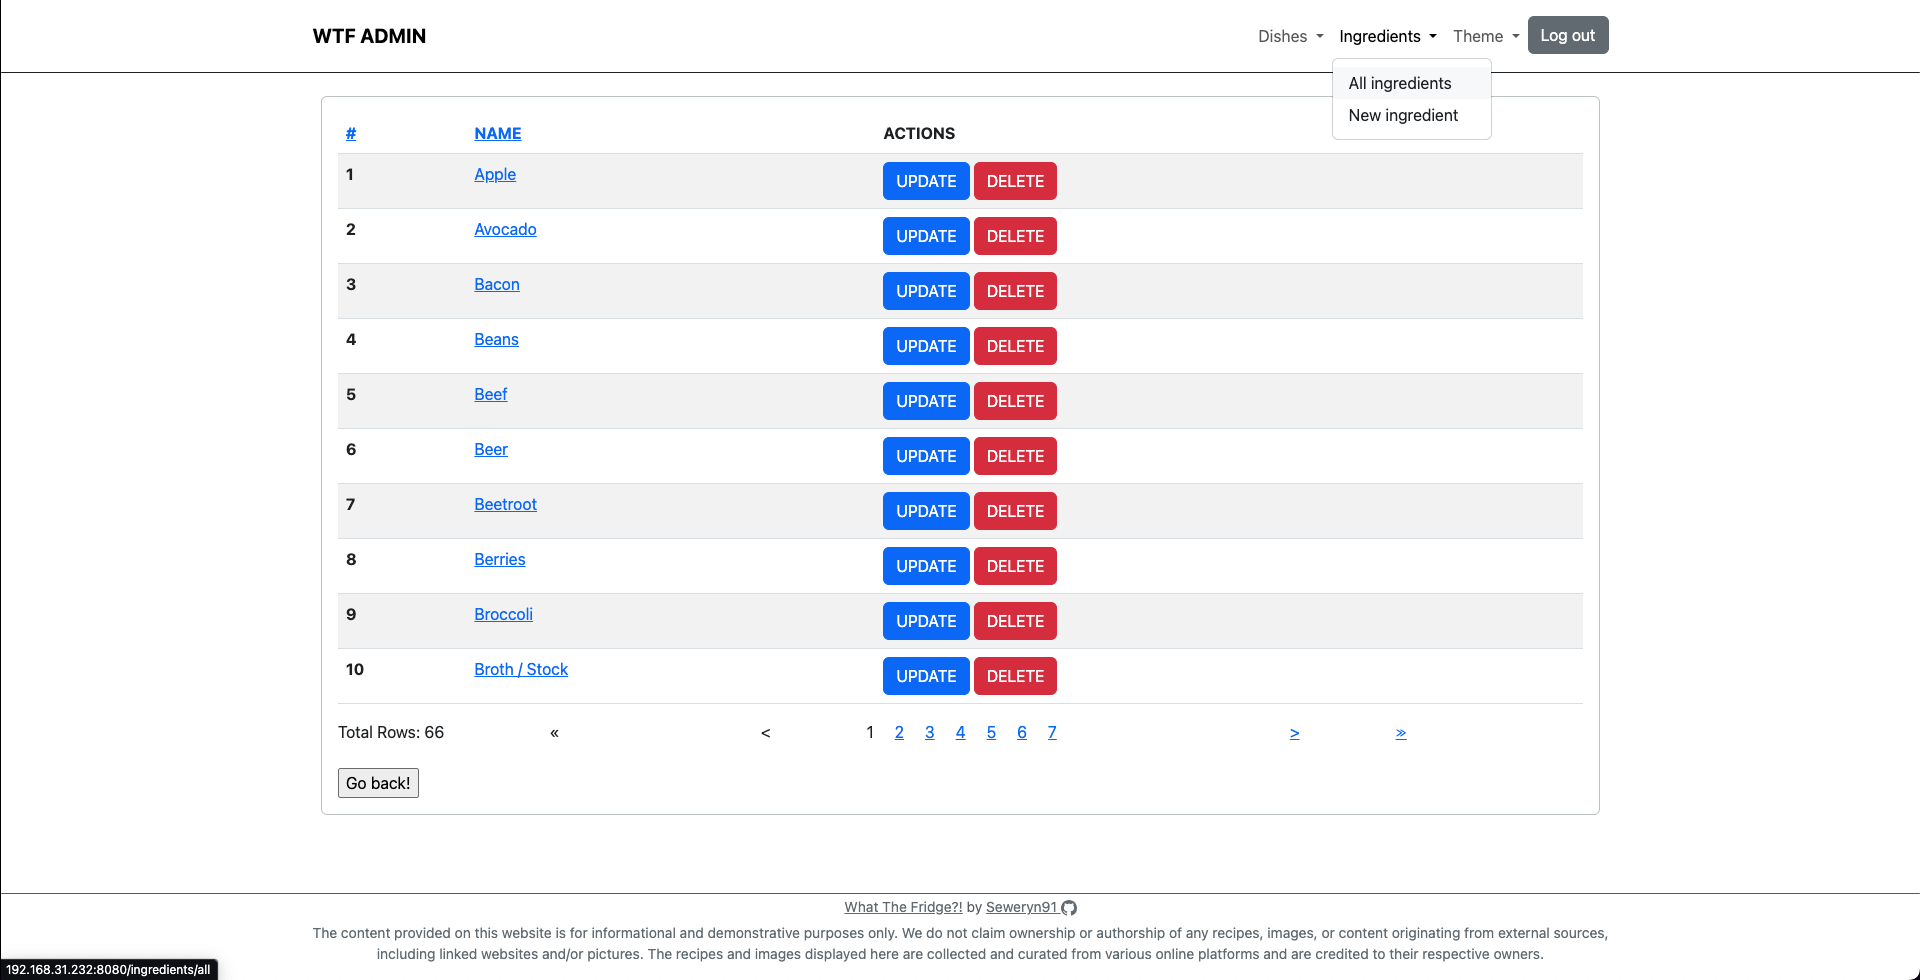 WTF ADMIN
Dishes Ingredients Theme Log out
All ingredients
New ingredient
# NAME ACTIONS
1 Apple UPDATE DELETE
2 Avocado UPDATE DELETE
3 Bacon UPDATE DELETE
4 Beans UPDATE DELETE
5 Beef UPDATE DELETE
6 Beer UPDATE DELETE
7 Beetroot UPDATE DELETE
8 Berries UPDATE DELETE
9 Broccoli UPDATE DELETE
10 Broth / Stock UPDATE DELETE
Total Rows: 66 « < 1 2 3 4 5 6 7 > »
Go back!
What The Fridge?! by Seweryn91
The content provided on this website is for informational and demonstrative purposes only. We do not claim ownership or authorship of any recipes, images, or content originating from external sources,
including linked websites and/or pictures. The recipes and images displayed here are collected and curated from various online platforms and are credited to their respective owners.
192.168.31.232:8080/ingredients/all